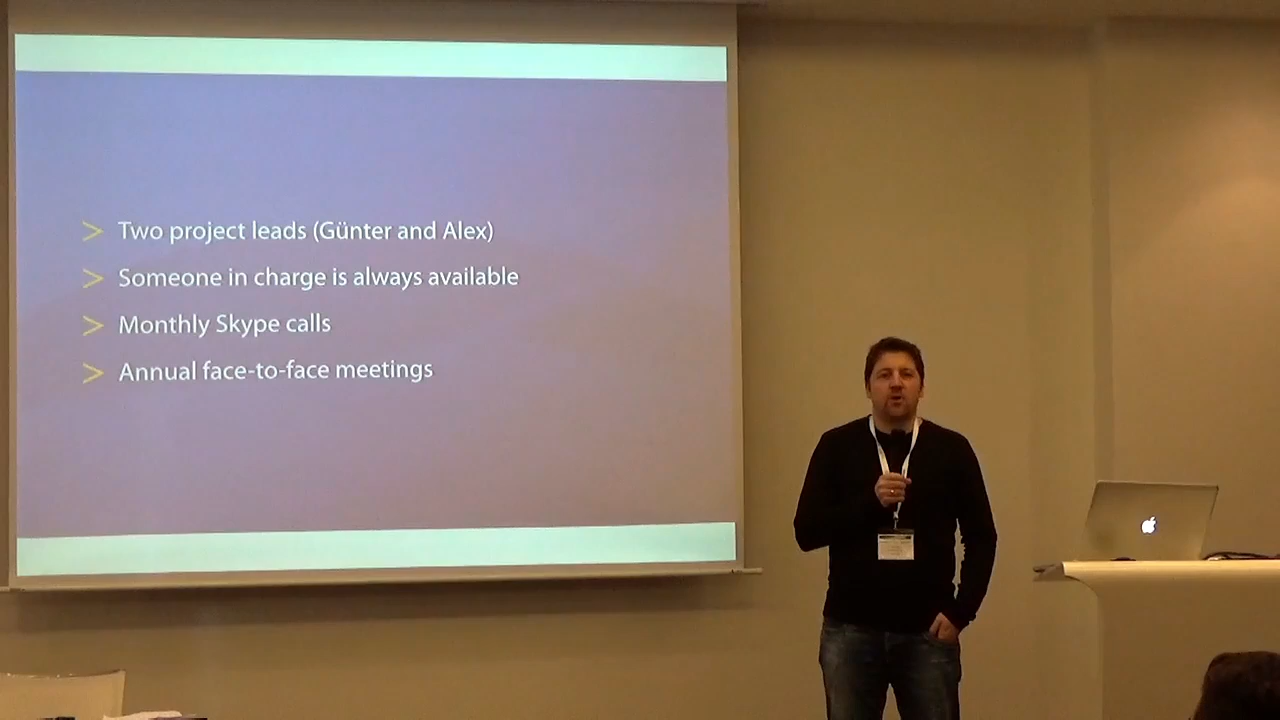 > Two project leads (Günter and Alex)
> Someone in charge is always available
> Monthly Skype calls
> Annual face-to-face meetings